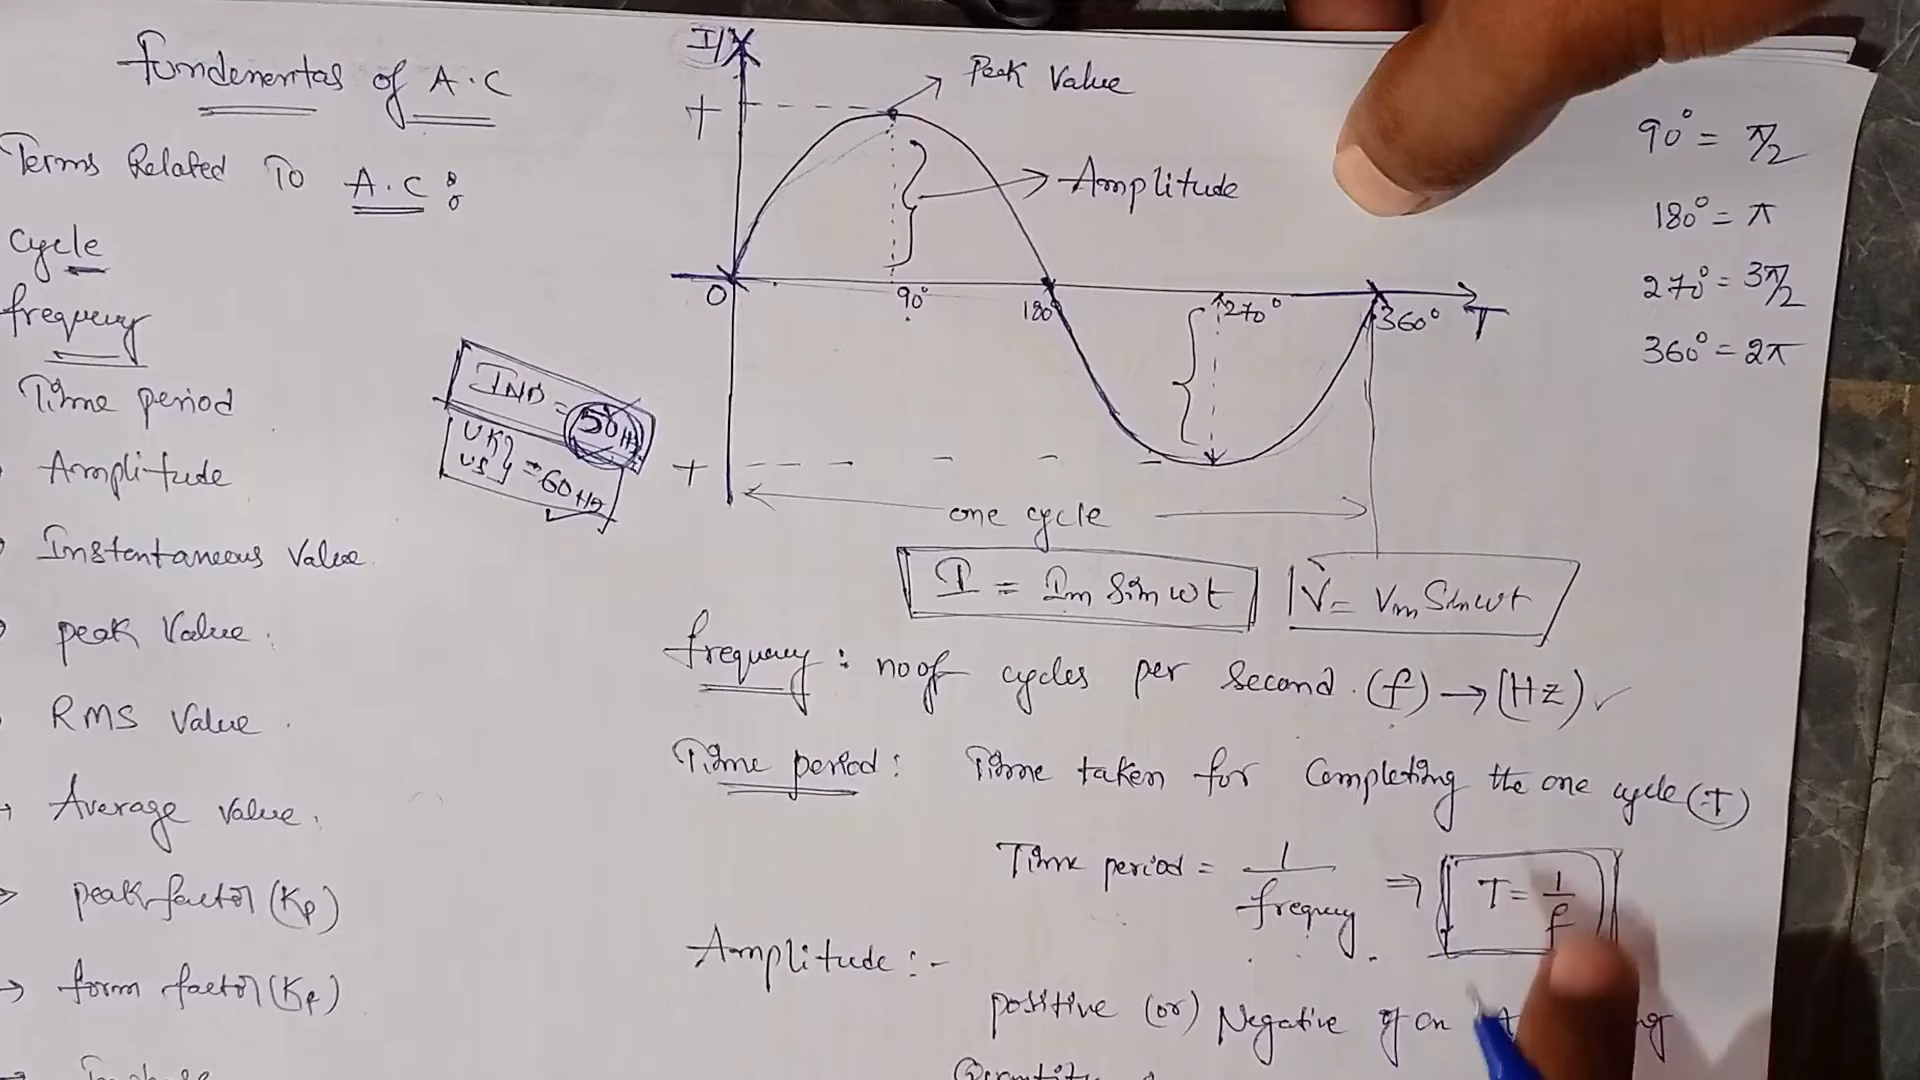 Fundementas of A.C
Terms Related To A.C :
Cycle
frequency
Time period
Amplitude
Instantaneous Value
peak Value.
RMS Value.
→ Average value.
→ peak factor (Kp)
→ form factor (Kf)
IND = 50Hz
UK
US } = 60 Hz
I/V
+
Peak Value
Amplitude
0
90°
180°
270°
360°
T
+
one cycle
90° = π/2
180° = π
270° = 3π/2
360° = 2π
I = Im Sin ωt
V = Vm Sin ωt
frequency : no of cycles per Second. (f) → (Hz) ✓
Time period : Time taken for Completing the one cycle (T)
Time period = 1/frequency ⇒ T = 1/f
Amplitude :-
positive (or) Negative of an